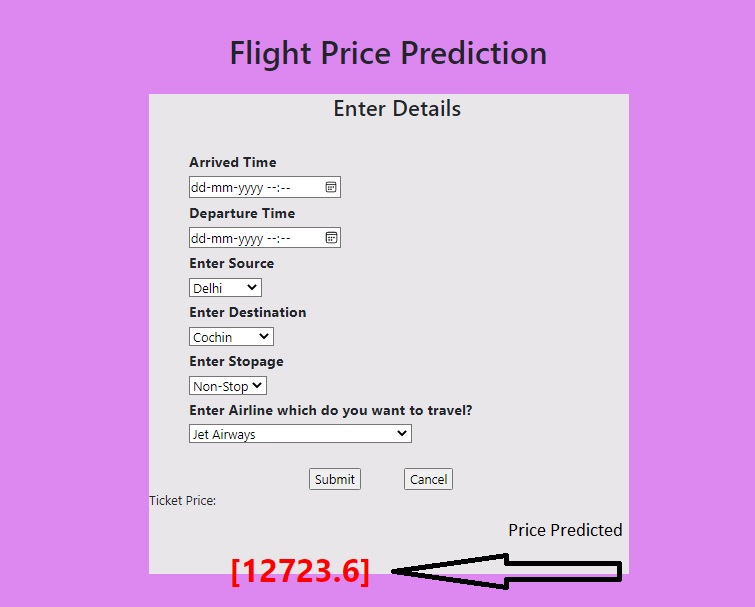 Flight Price Prediction
Enter Details
Arrived Time
dd-mm-yyyy --:--
Departure Time
dd-mm-yyyy --:--
Enter Source
Delhi
Enter Destination
Cochin
Enter Stopage
Non-Stop
Enter Airline which do you want to travel?
Jet Airways
Submit Cancel
Ticket Price:
Price Predicted
[12723.6]